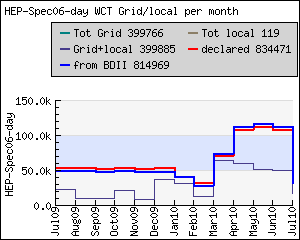 HEP-Spec06-day WCT Grid/local per month
Tot Grid 399766 Tot local 119
Grid+local 399885 declared 834471
from BDII 814969
HEP-Spec06-day
150.0k
100.0k
50.0k
0.0
Jul09 Aug09 Sep09 Oct09 Nov09 Dec09 Jan10 Feb10 Mar10 Apr10 May10 Jun10 Jul10